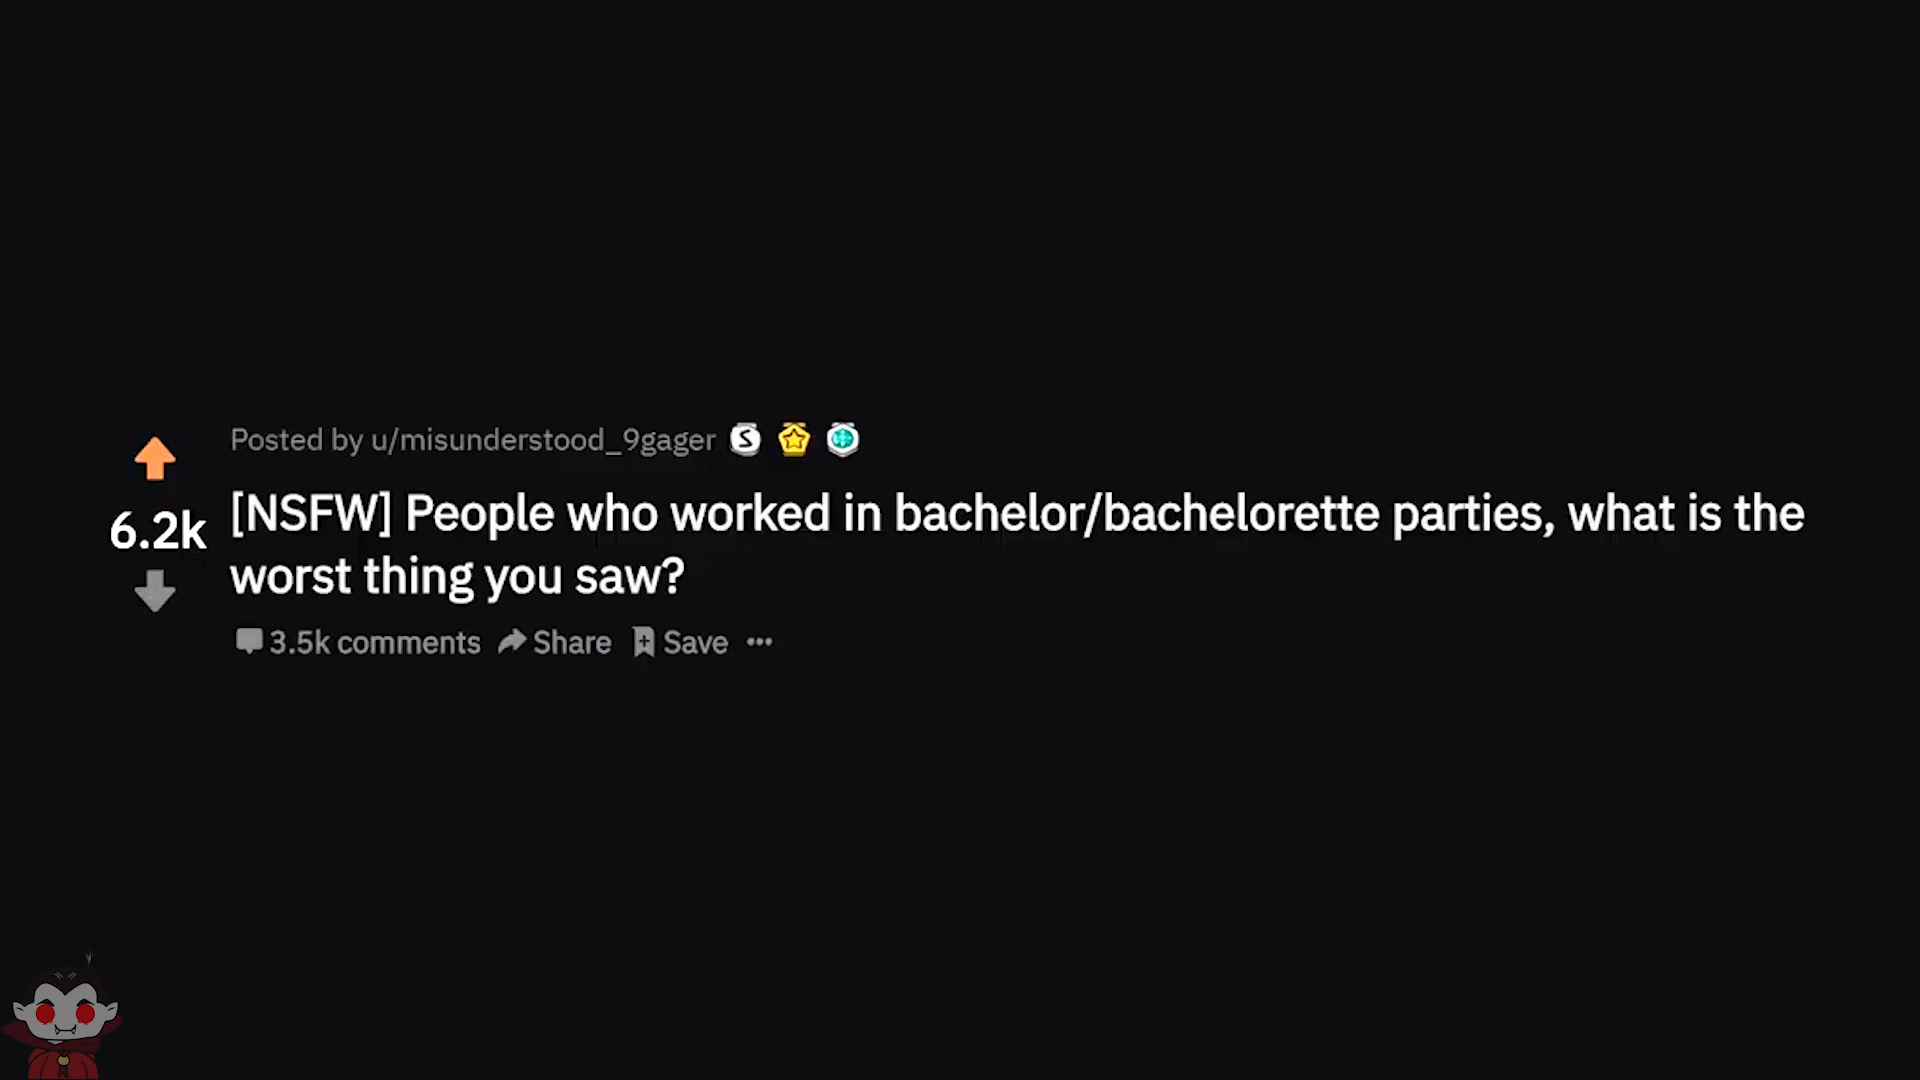 Posted by u/misunderstood_9gager
6.2k
[NSFW] People who worked in bachelor/bachelorette parties, what is the
worst thing you saw?
3.5k comments Share Save ···